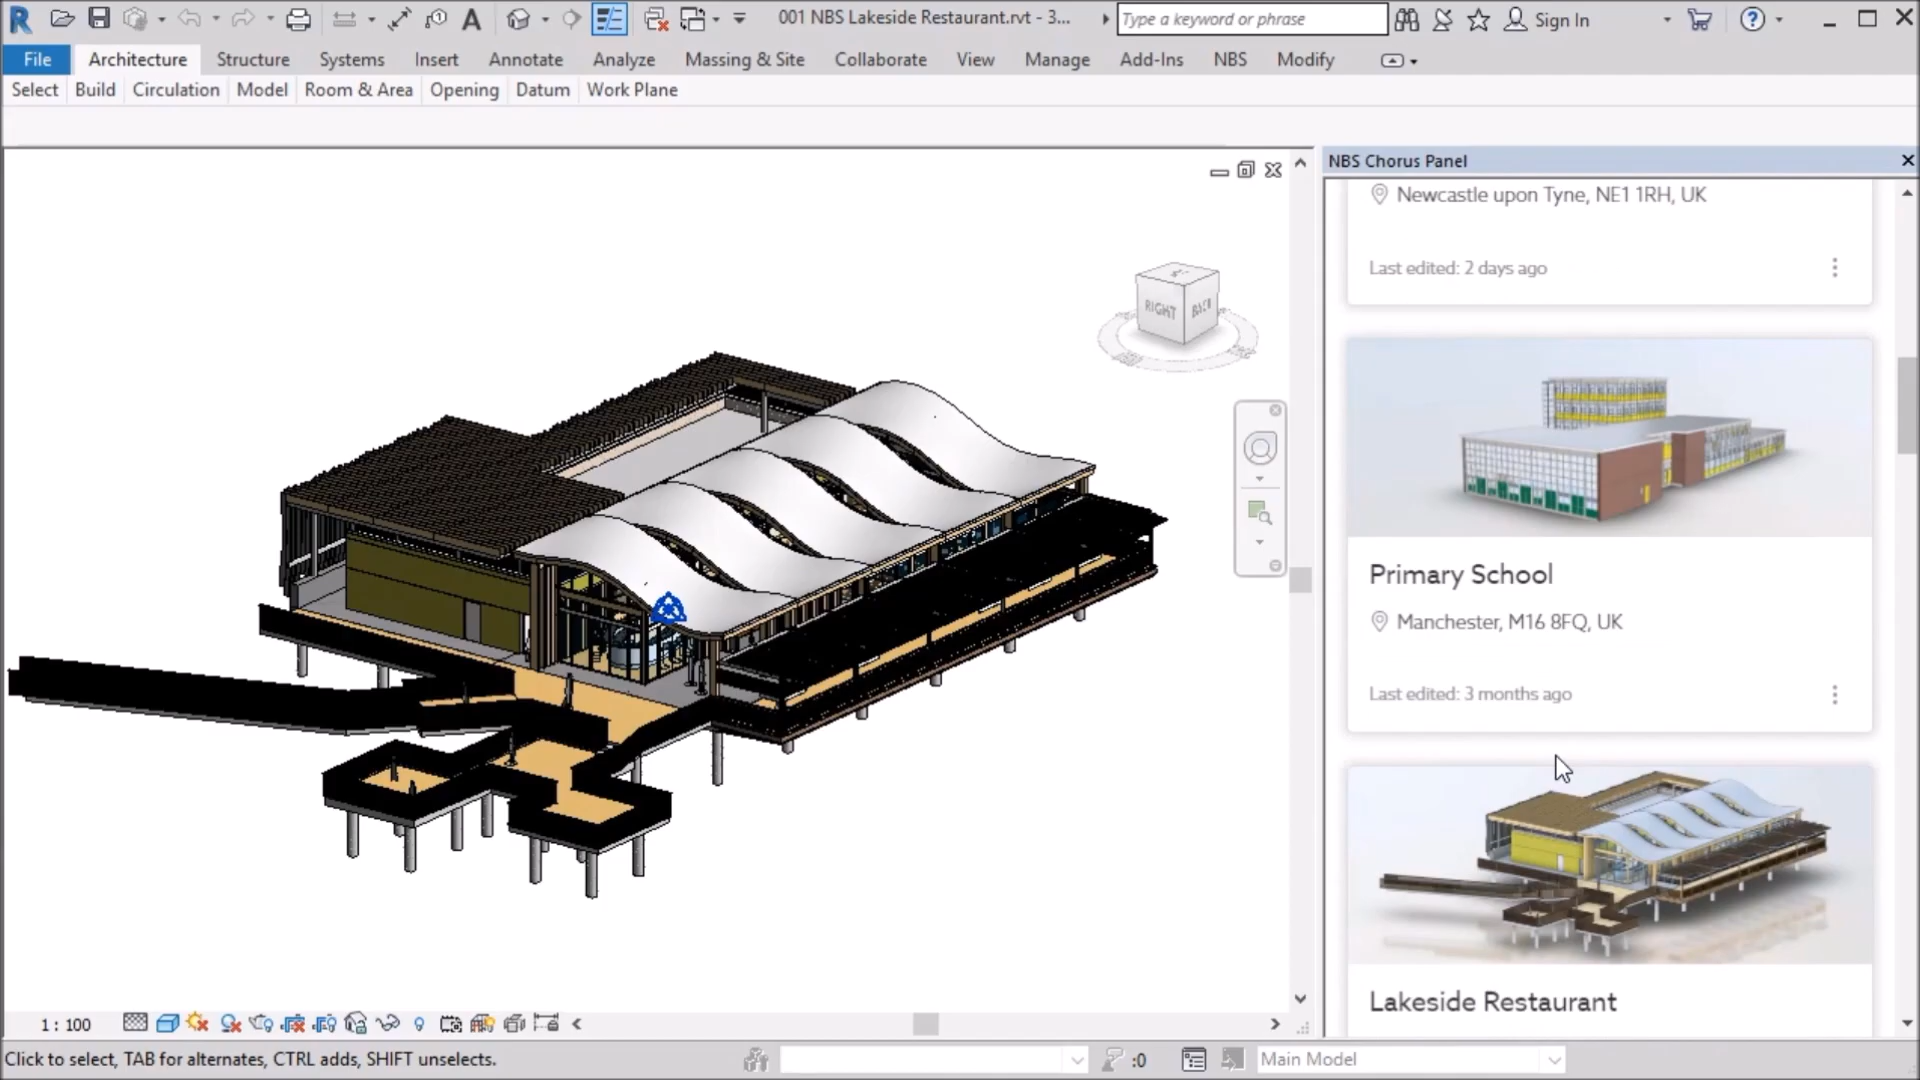 001 NBS Lakeside Restaurant.rvt - 3...
Type a keyword or phrase
Sign In
File Architecture Structure Systems Insert Annotate Analyze Massing & Site Collaborate View Manage Add-Ins NBS Modify
Select Build Circulation Model Room & Area Opening Datum Work Plane
NBS Chorus Panel
Newcastle upon Tyne, NE1 1RH, UK
Last edited: 2 days ago
RIGHT BACK
Primary School
Manchester, M16 8FQ, UK
Last edited: 3 months ago
Lakeside Restaurant
1 : 100
Click to select, TAB for alternates, CTRL adds, SHIFT unselects.
:0
Main Model